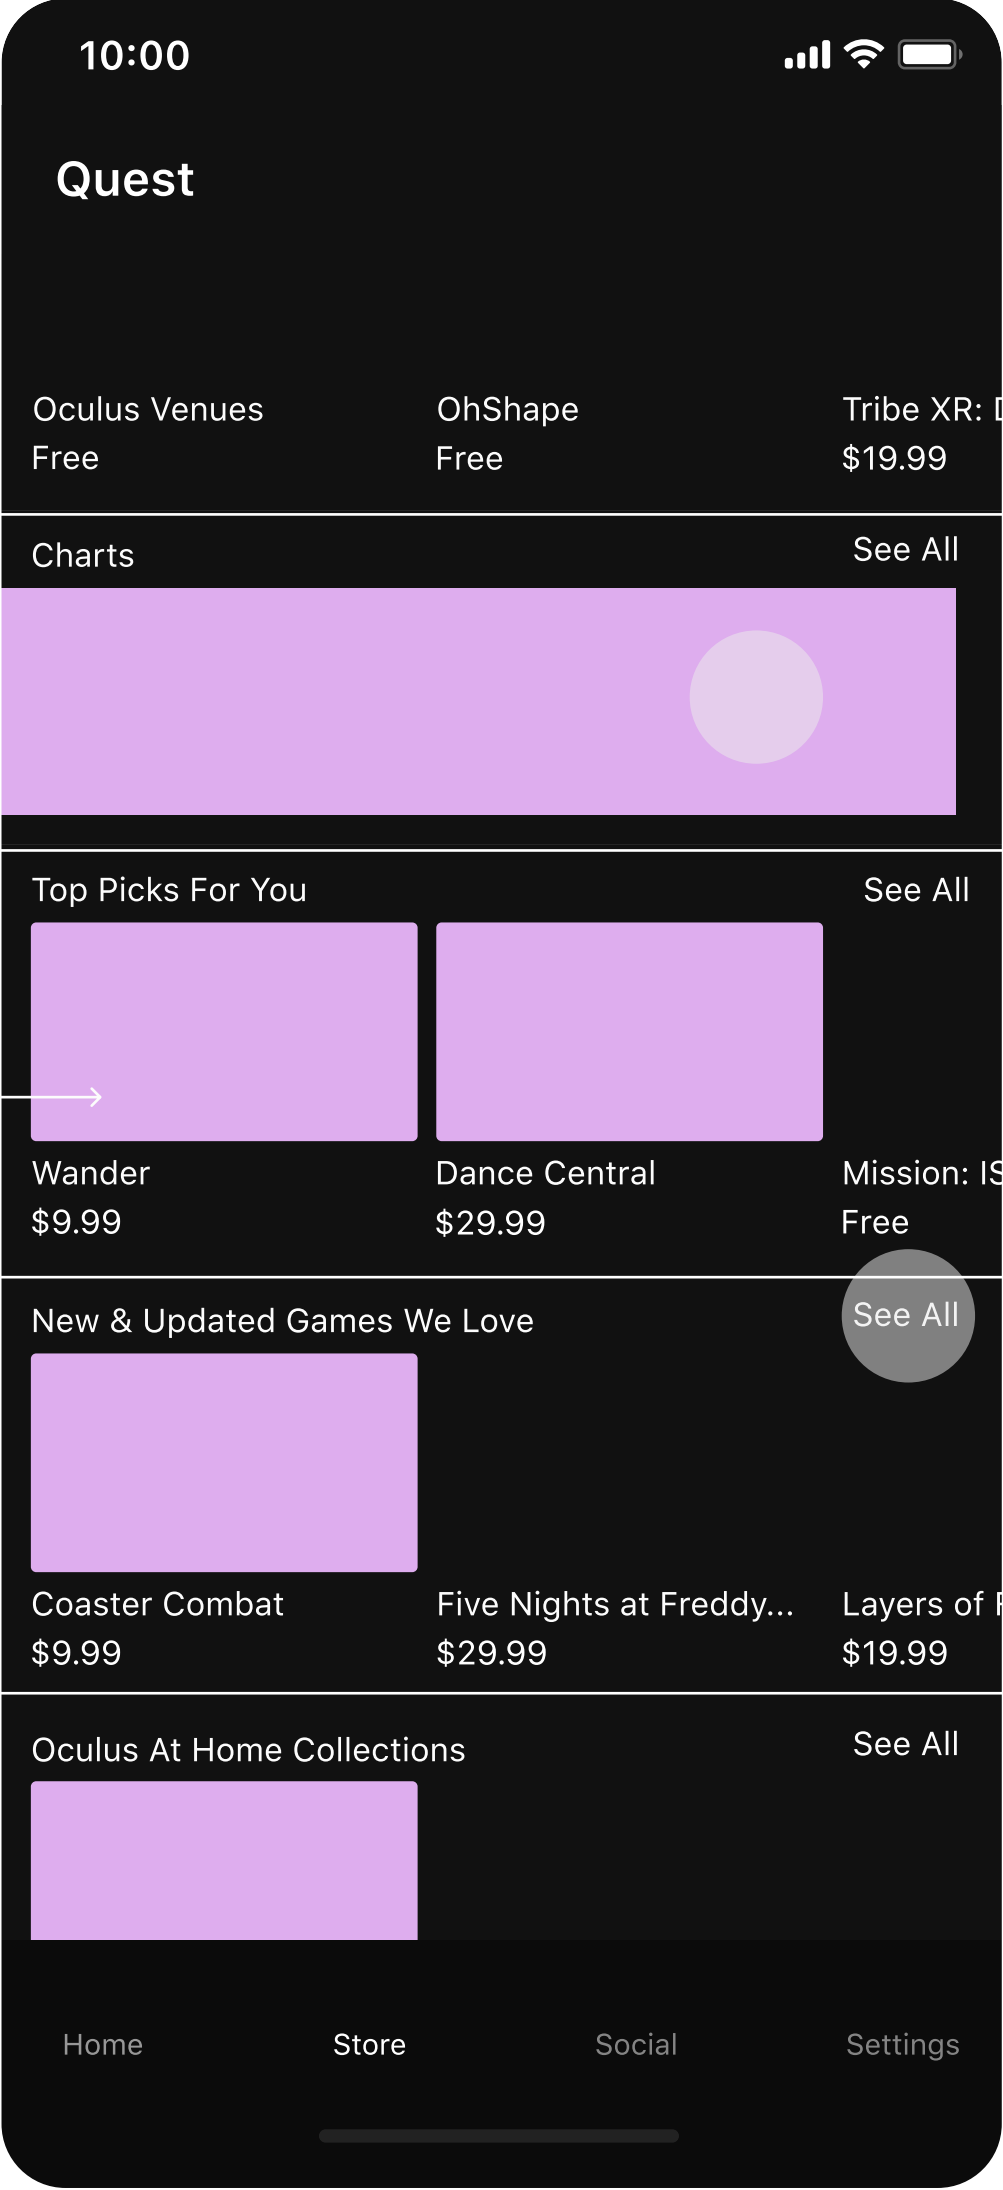 10:00
Quest
Oculus Venues OhShape Tribe XR:
Free Free $19.99
Charts See All
Top Picks For You See All
Wander Dance Central Mission:
$9.99 $29.99 Free
New & Updated Games We Love See All
Coaster Combat Five Nights at Freddy... Layers of
$9.99 $29.99 $19.99
Oculus At Home Collections See All
Home Store Social Settings